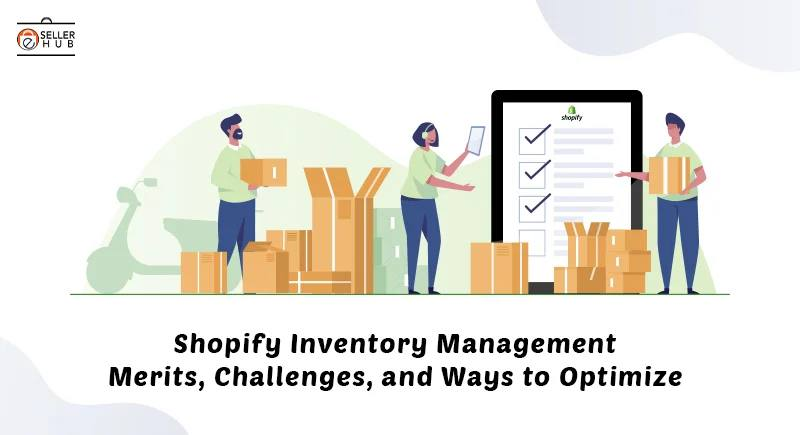 SELLER
HUB
shopify
Shopify Inventory Management
Merits, Challenges, and Ways to Optimize